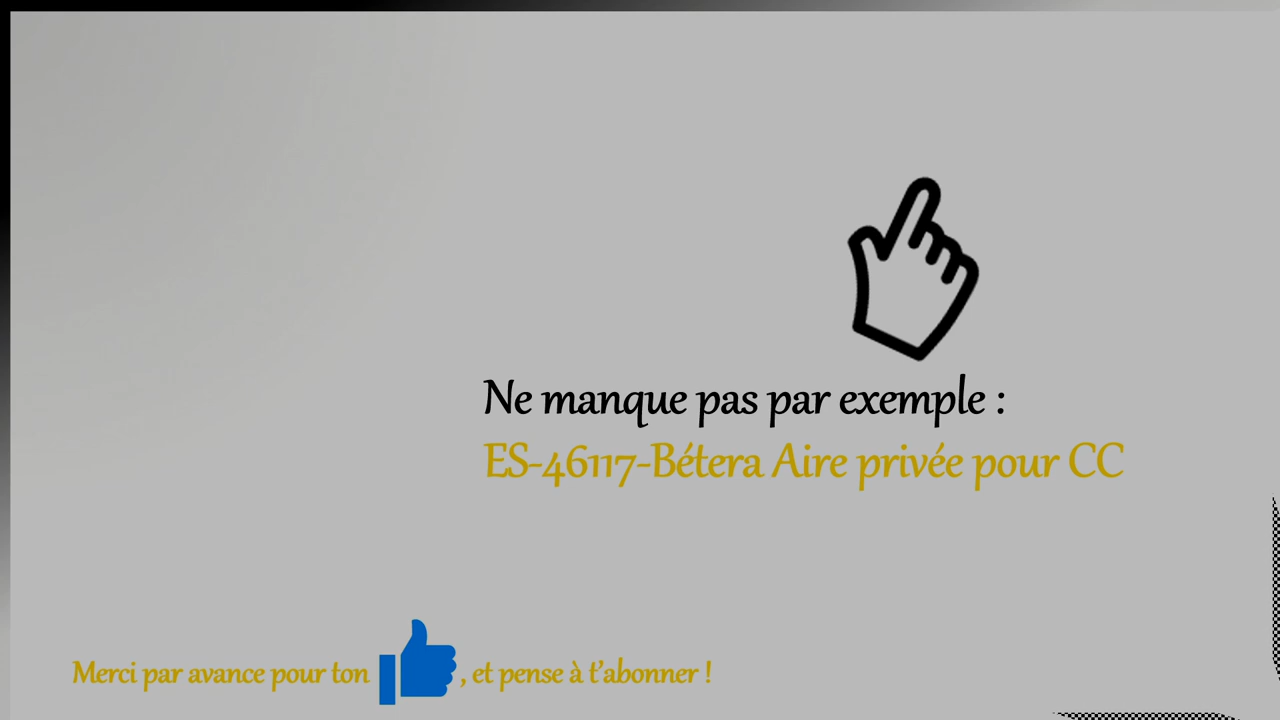 Ne manque pas par exemple :
ES-46117-Bétera Aire privée pour CC
Merci par avance pour ton , et pense à t’abonner !